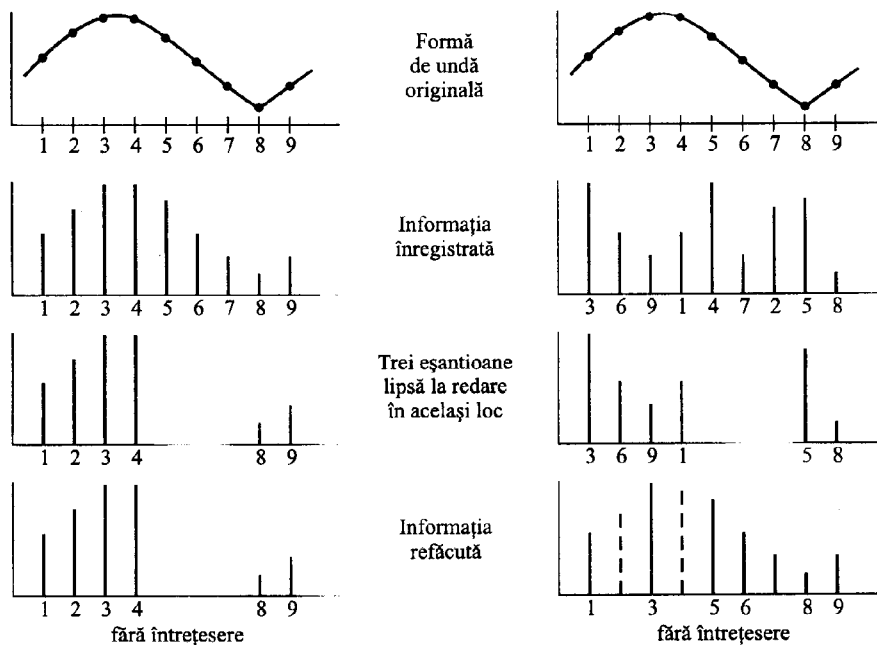 Formă
de undă
originală
1 2 3 4 5 6 7 8 9
1 2 3 4 5 6 7 8 9
Informația
înregistrată
1 2 3 4 5 6 7 8 9
3 6 9 1 4 7 2 5 8
Trei eşantioane
lipsă la redare
în acelaşi loc
1 2 3 4 8 9
3 6 9 1 5 8
Informația
refăcută
1 2 3 4 8 9
1 3 5 6 8 9
fără întrețesere
fără întrețesere